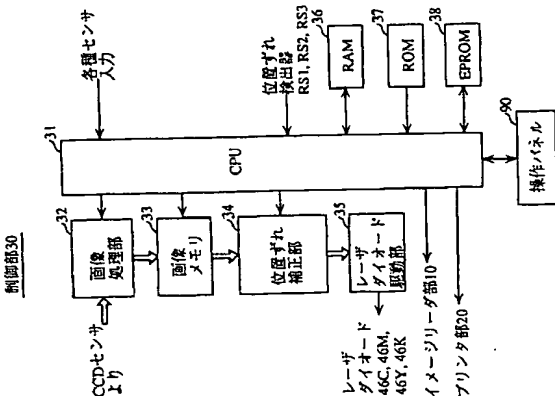 制御部30
31
CPU
各種センサ
入力
位置ずれ
検出器
RS1, RS2, RS3
36
RAM
37
ROM
38
EPROM
90
操作パネル
CCDセンサ
より
32
画像
処理部
33
画像
メモリ
34
位置ずれ
補正部
35
レーザ
ダイオード
駆動部
レーザ
ダイオード
46C, 46M,
46Y, 46K
イメージリーダ部10
プリンタ部20